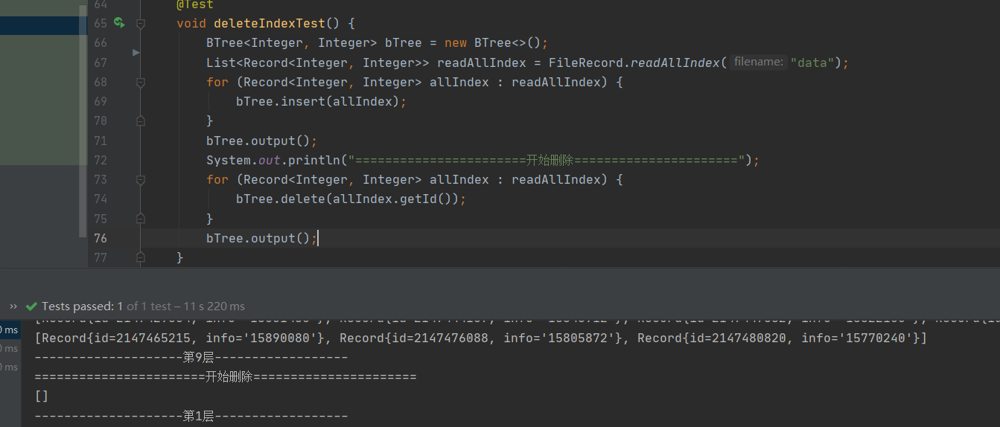 64 @Test
65 void deleteIndexTest() {
66 BTree<Integer, Integer> bTree = new BTree<>();
67 List<Record<Integer, Integer>> readAllIndex = FileRecord.readAllIndex( filename: "data");
68 for (Record<Integer, Integer> allIndex : readAllIndex) {
69 bTree.insert(allIndex);
70 }
71 bTree.output();
72 System.out.println("=======================开始删除======================");
73 for (Record<Integer, Integer> allIndex : readAllIndex) {
74 bTree.delete(allIndex.getId());
75 }
76 bTree.output();
77 }
» Tests passed: 1 of 1 test – 11 s 220 ms
0 ms [Record{id=2147465215, info='15890080'}, Record{id=2147476088, info='15805872'}, Record{id=2147480820, info='15770240'}]
0 ms --------------------第9层------------------
0 ms =======================开始删除======================
[]
--------------------第1层------------------